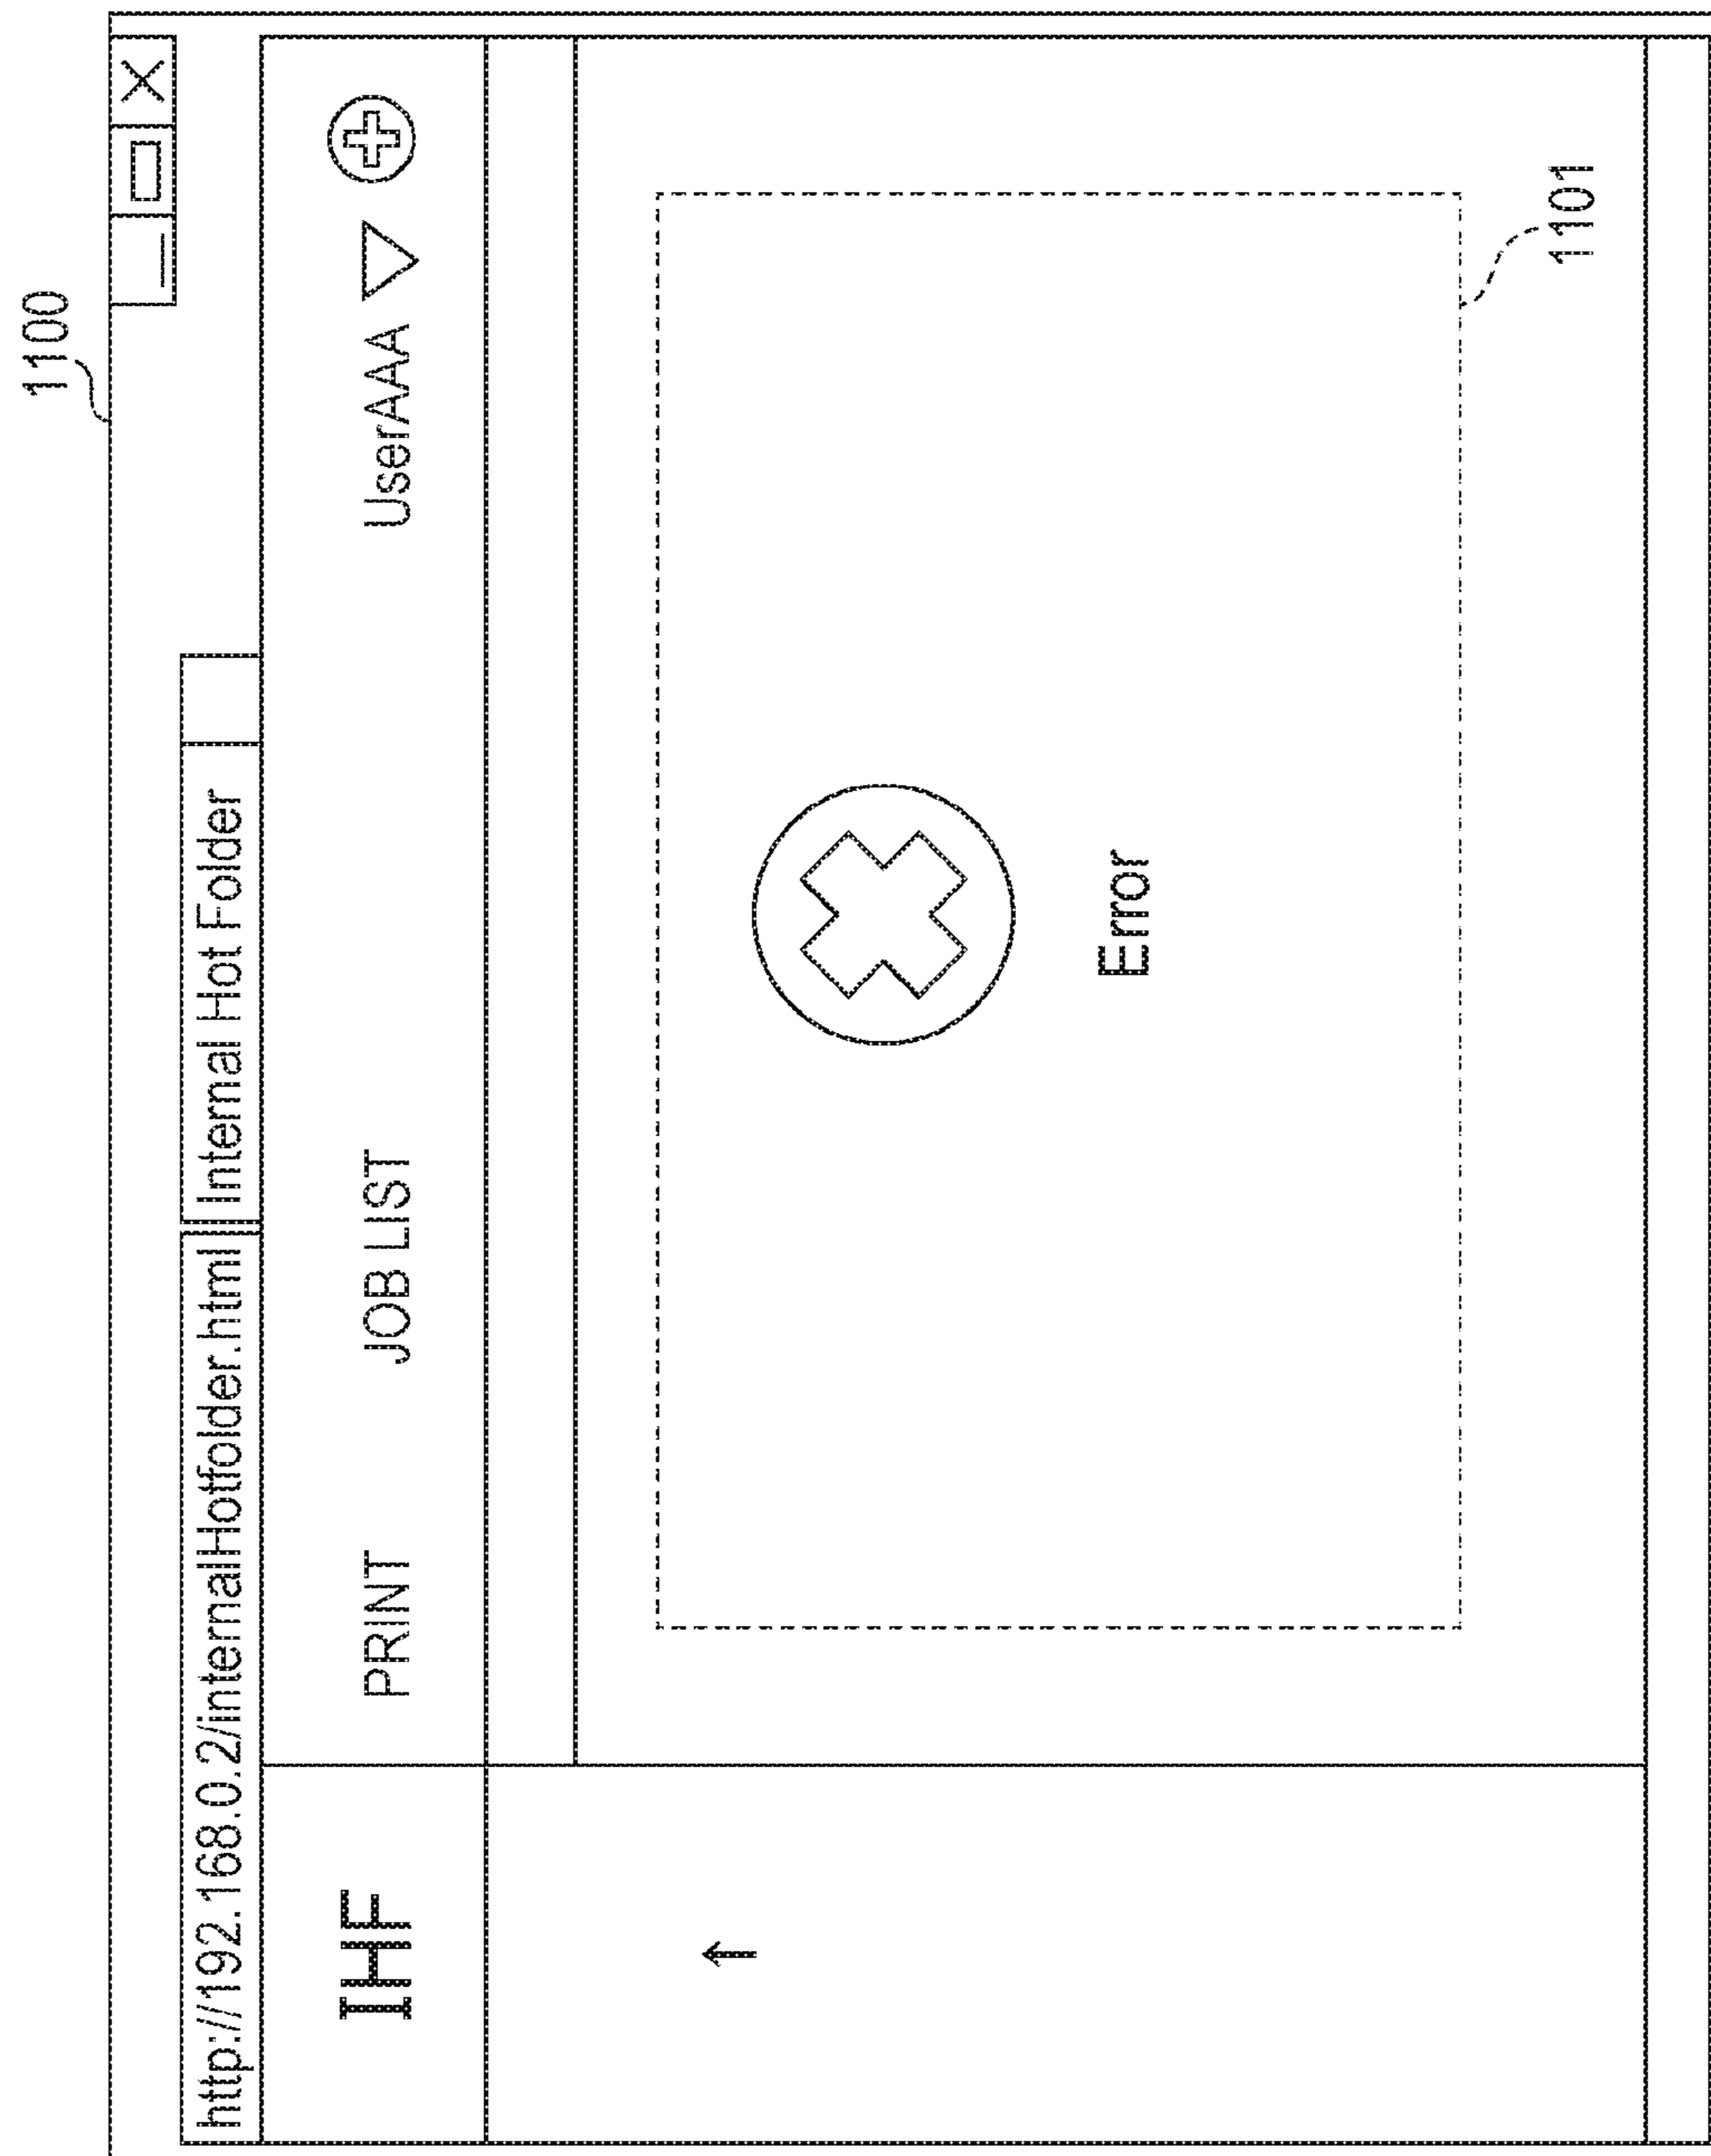 1100
http://192.168.0.2/internalHotfolder.html
Internal Hot Folder
IHF
PRINT
JOB LIST
UserAAA
Error
1101